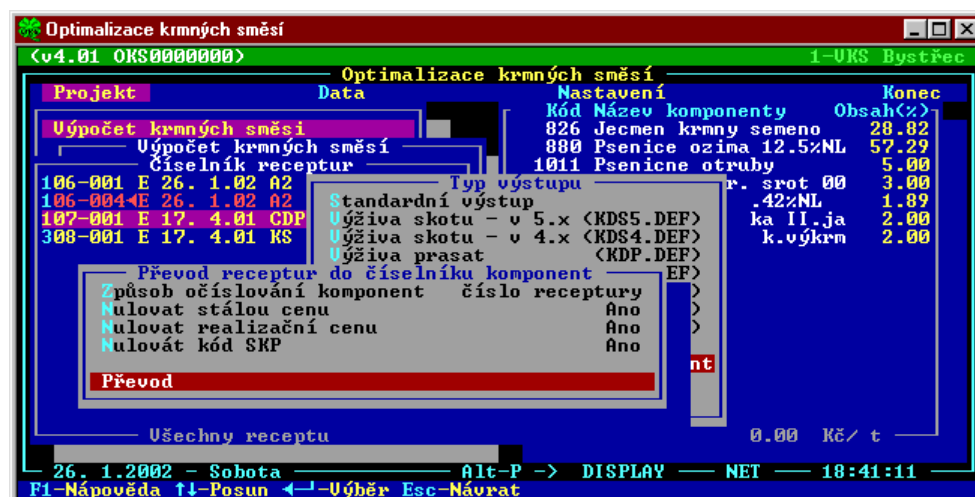 Optimalizace krmných směsí
(v4.01 OKS0000000) 1-VKS Bystřec
Optimalizace krmných směsí
Projekt Data Nastavení Konec
Kód Název komponenty Obsah(%)
Výpočet krmných směsi 826 Jecmen krmny semeno 28.82
Výpočet krmných směsí 880 Psenice ozima 12.5%NL 57.29
Číselník receptur 1011 Psenicne otruby 5.00
106-001 E 26. 1.02 A2 Typ výstupu r. srot 00 3.00
106-004◄E 26. 1.02 A2 Standardní výstup .42%NL 1.89
107-001 E 17. 4.01 CDP Výživa skotu - v 5.x (KDS5.DEF) ka II.ja 2.00
308-001 E 17. 4.01 KS Výživa skotu - v 4.x (KDS4.DEF) k.výkrm 2.00
Výživa prasat (KDP.DEF)
Převod receptur do číselníku komponent EF)
Způsob očíslování komponent číslo receptury )
Nulovat stálou cenu Ano )
Nulovat realizační cenu Ano )
Nulovát kód SKP Ano
nt
Převod
Všechny receptu 0.00 Kč/ t
26. 1.2002 - Sobota Alt-P -> DISPLAY NET 18:41:11
F1-Nápověda ↑↓-Posun ◄┘-Výběr Esc-Návrat